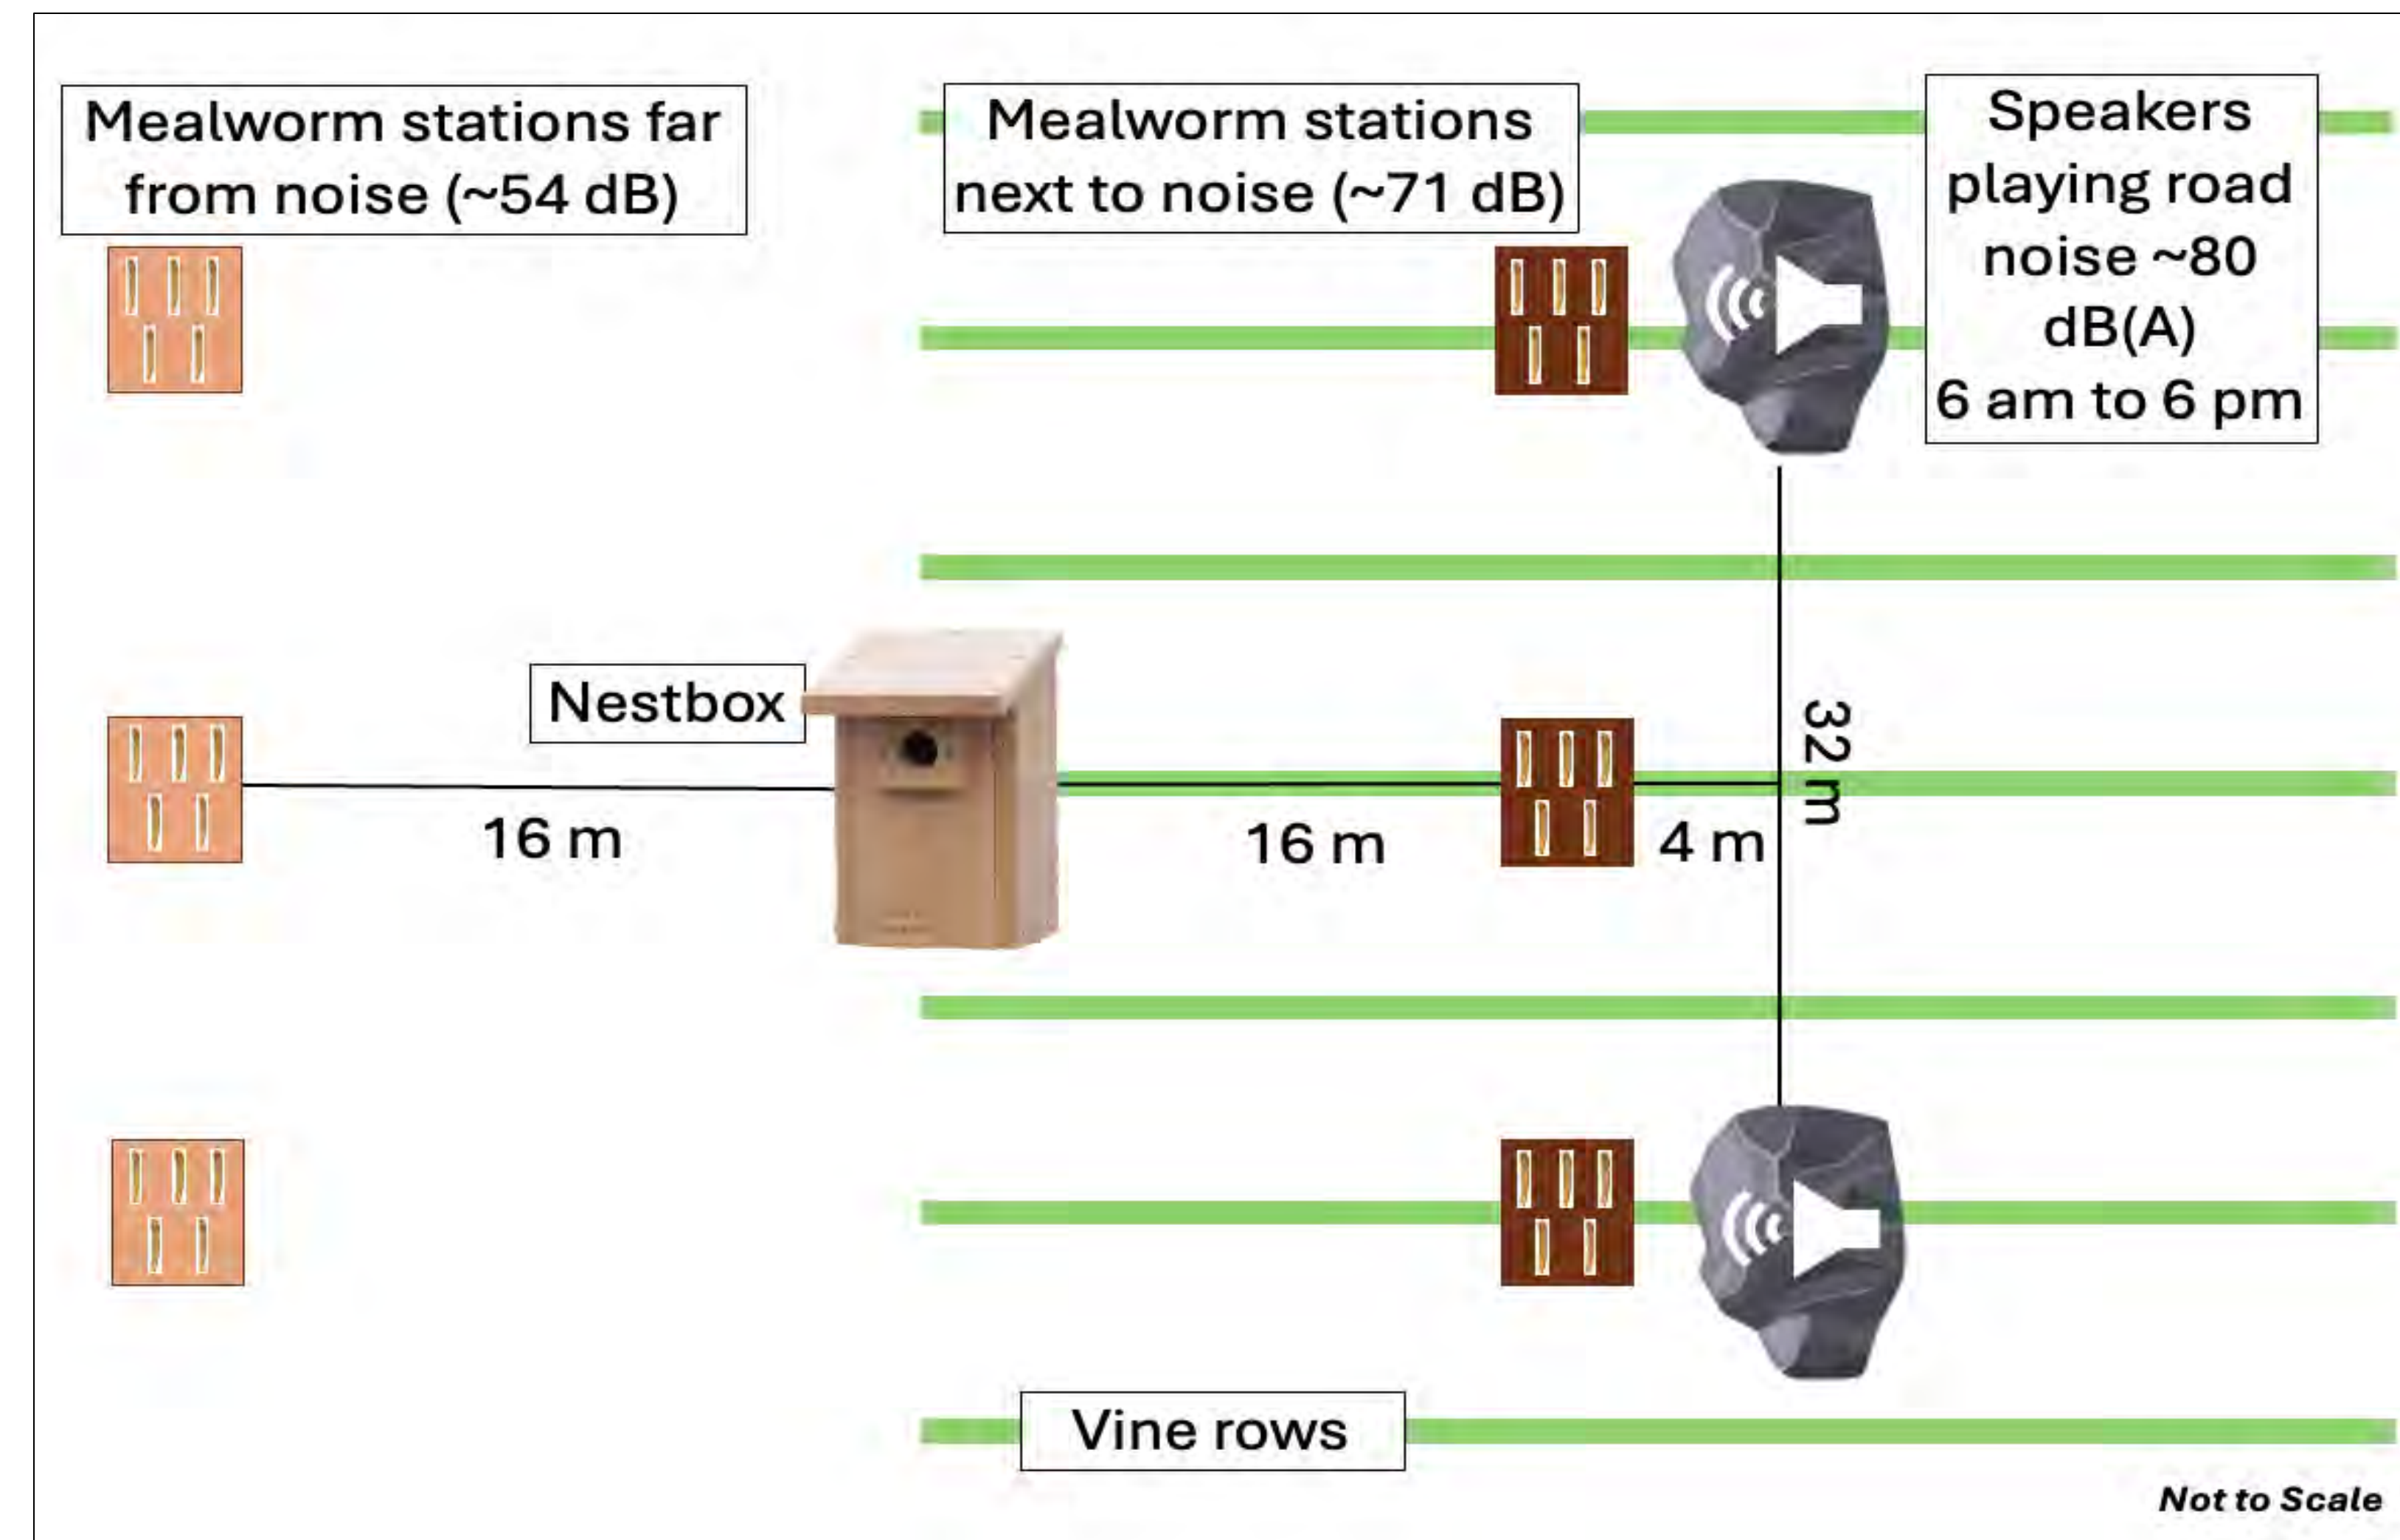 Mealworm stations far
from noise (~54 dB)
Mealworm stations
next to noise (~71 dB)
Speakers
playing road
noise ~80
dB(A)
6 am to 6 pm
Nestbox
16 m
16 m
4 m
32 m
Vine rows
Not to Scale